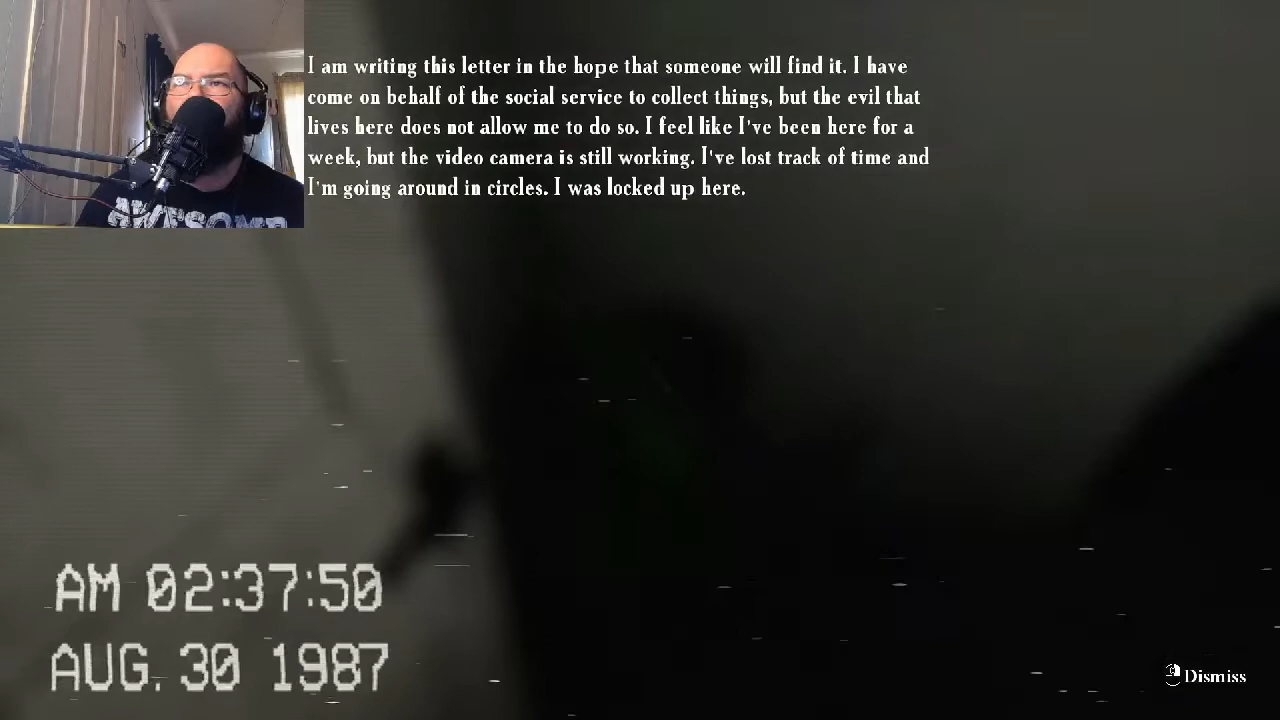 I am writing this letter in the hope that someone will find it. I have
come on behalf of the social service to collect things, but the evil that
lives here does not allow me to do so. I feel like I've been here for a
week, but the video camera is still working. I've lost track of time and
I'm going around in circles. I was locked up here.
AWESOME
AM 02:37:50
AUG. 30 1987
Dismiss